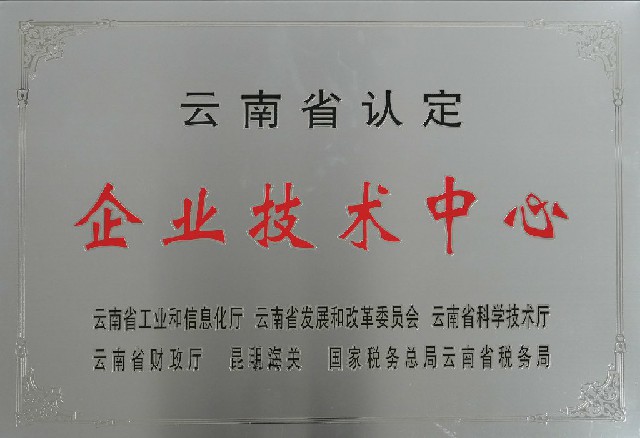 云南省认定
企业技术中心
云南省工业和信息化厅 云南省发展和改革委员会 云南省科学技术厅
云南省财政厅 昆明海关 国家税务总局云南省税务局